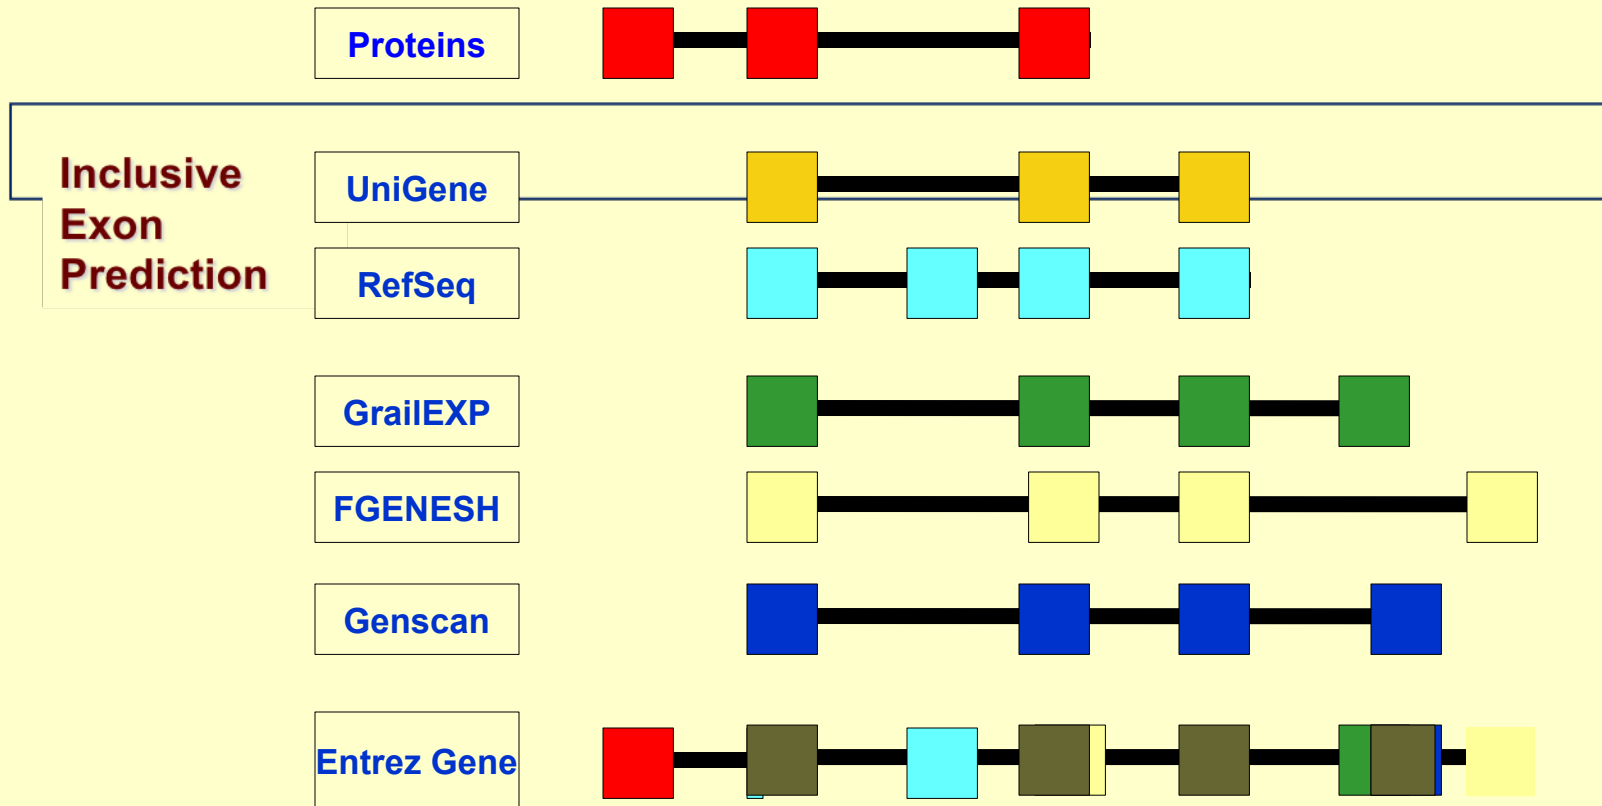 Proteins
Inclusive
Exon
Prediction
UniGene
RefSeq
GrailEXP
FGENESH
Genscan
Entrez Gene